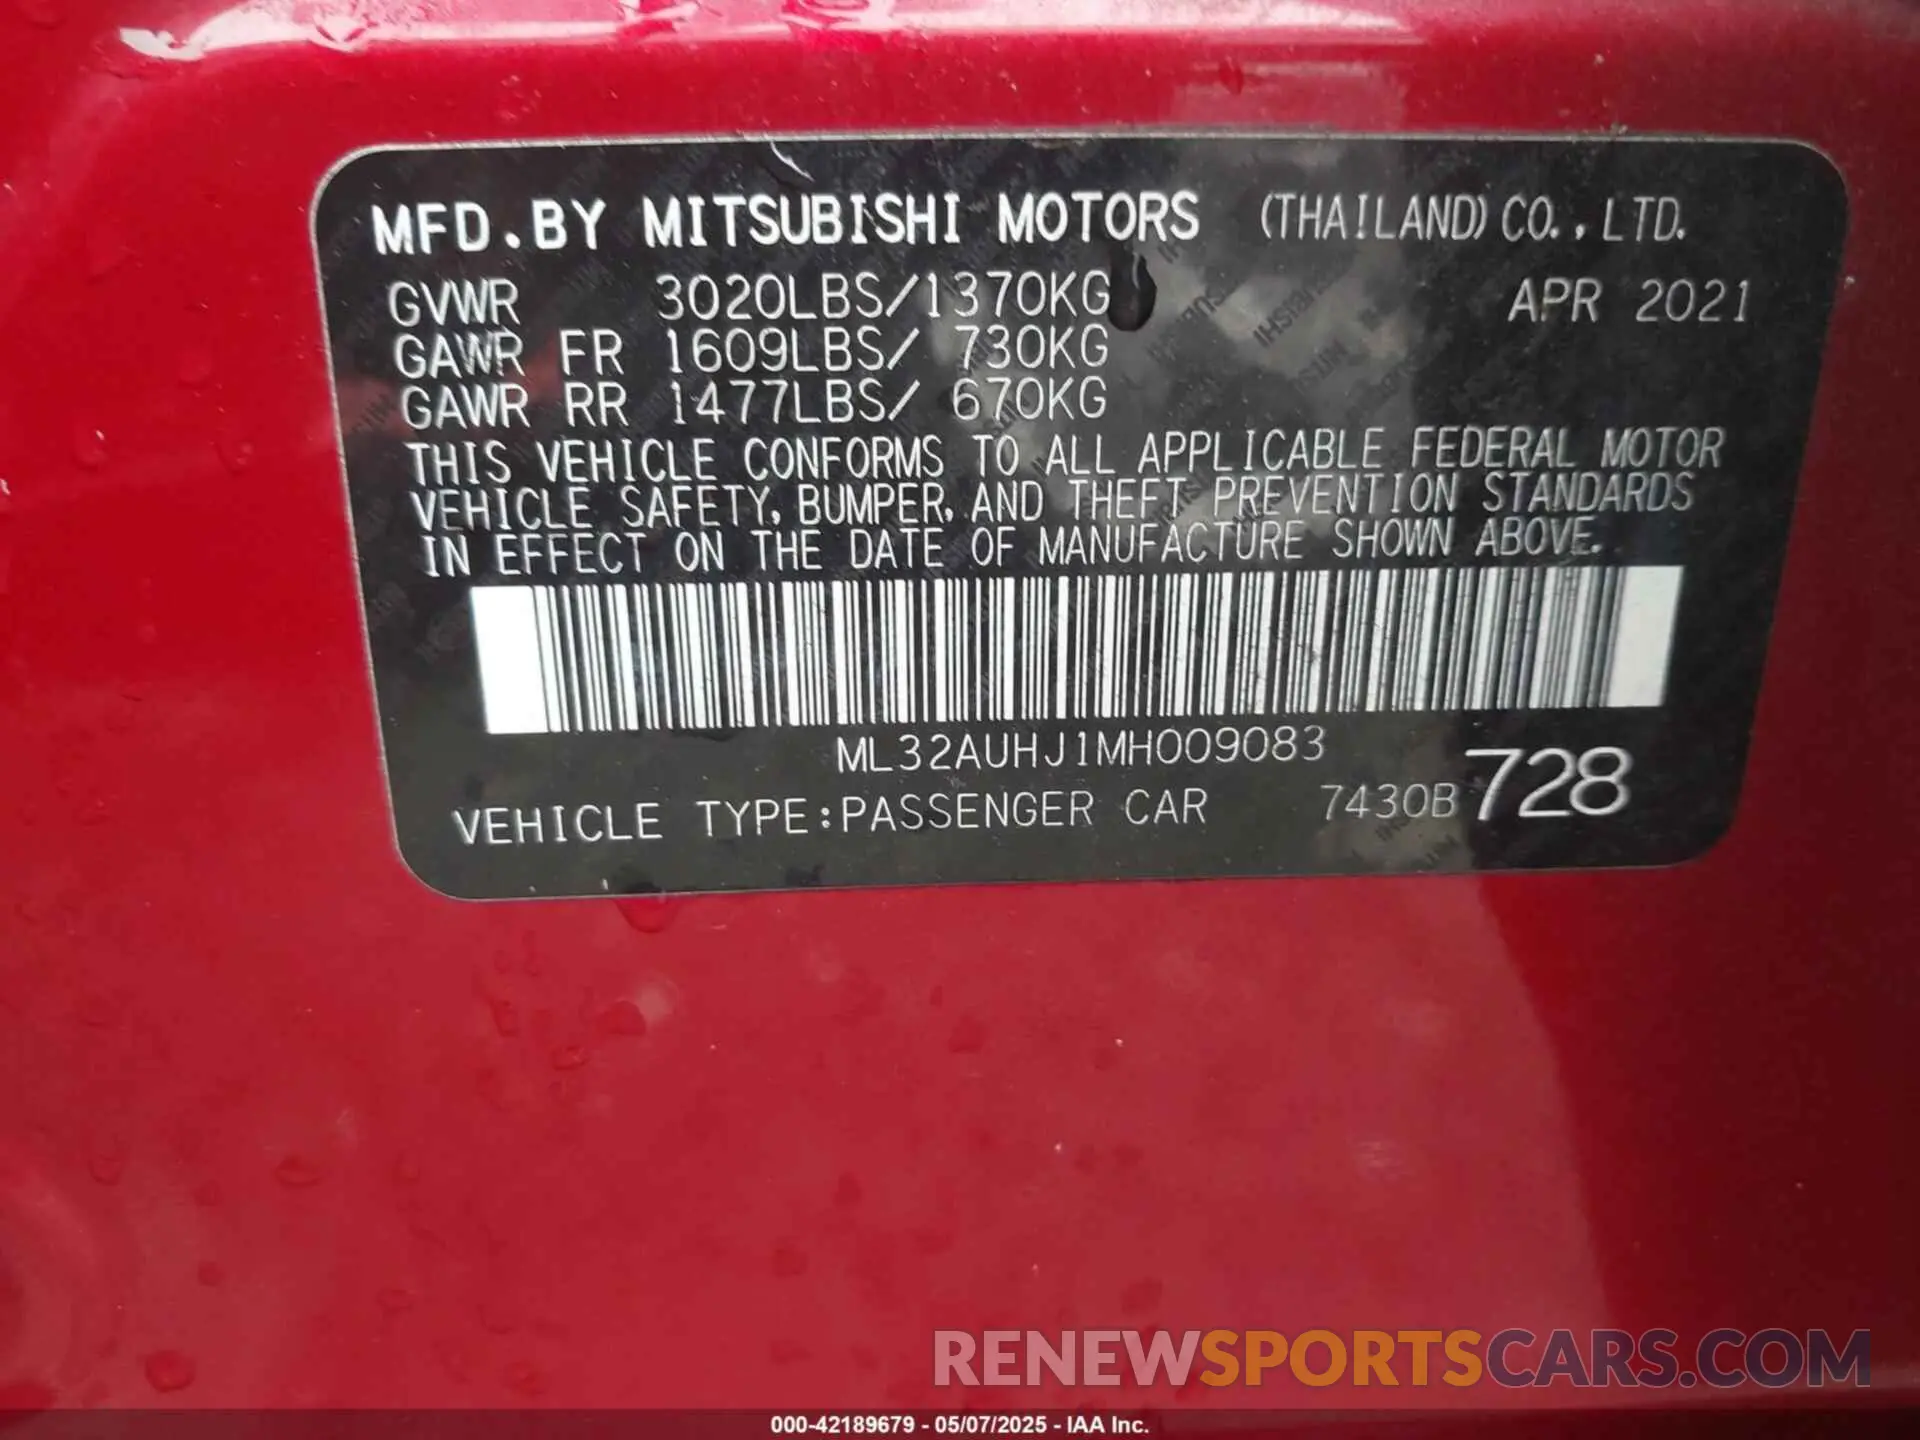 MFD.BY MITSUBISHI MOTORS (THAILAND) CO.,LTD.
GVWR 3020LBS/1370KG APR 2021
GAWR FR 1609LBS/ 730KG
GAWR RR 1477LBS/ 670KG
THIS VEHICLE CONFORMS TO ALL APPLICABLE FEDERAL MOTOR
VEHICLE SAFETY, BUMPER, AND THEFT PREVENTION STANDARDS
IN EFFECT ON THE DATE OF MANUFACTURE SHOWN ABOVE.
ML32AUHJ1MH009083
VEHICLE TYPE:PASSENGER CAR 7430B 728
RENEWSPORTSCARS.COM
000-42189679 - 05/07/2025 - IAA Inc.